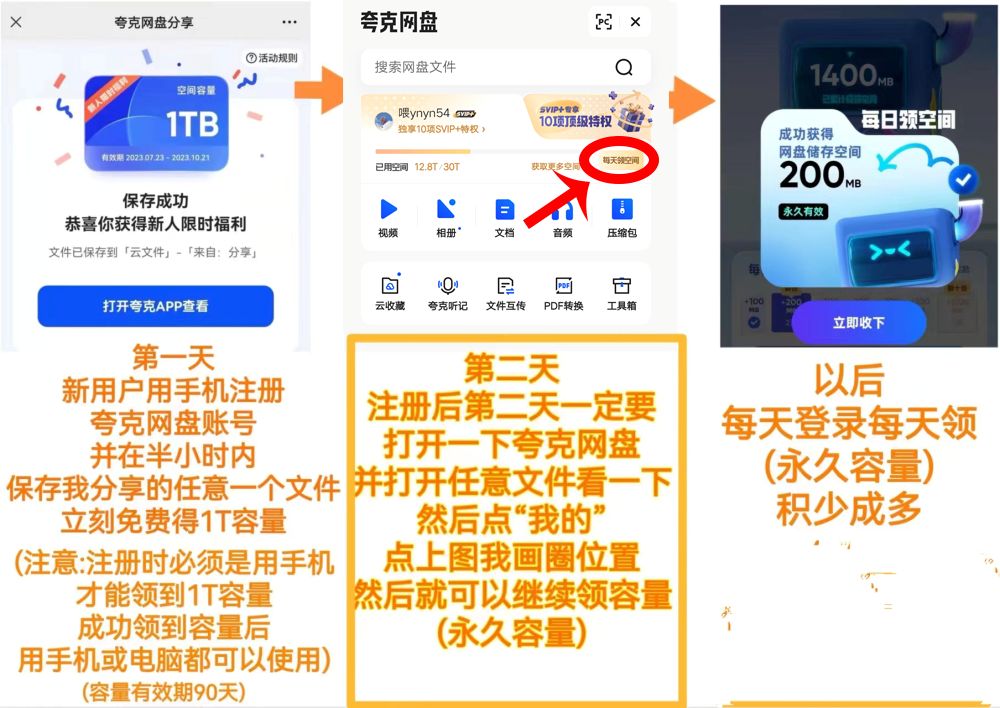 夸克网盘分享
活动规则
新人限时福利
空间容量
1TB
有效期 2023.07.23 - 2023.10.21
保存成功
恭喜你获得新人限时福利
文件已保存到「云文件」-「来自：分享」
打开夸克APP查看
第一天
新用户用手机注册
夸克网盘账号
并在半小时内
保存我分享的任意一个文件
立刻免费得1T容量
(注意:注册时必须是用手机
才能领到1T容量
成功领到容量后
用手机或电脑都可以使用)
(容量有效期90天)
夸克网盘
PC
搜索网盘文件
喂ynyn54 SVIP+
独享10项SVIP+特权 ›
SVIP+专享
10项顶级特权
已用空间 12.8T/30T
获取更多空间
每天领空间
视频
相册
文档
音频
压缩包
云收藏
夸克听记
文件互传
PDF
PDF转换
工具箱
第二天
注册后第二天一定要
打开一下夸克网盘
并打开任意文件看一下
然后点“我的”
点上图我画圈位置
然后就可以继续领容量
(永久容量)
1400MB
每日领空间
成功获得
网盘储存空间
200MB
永久有效
+100
+200
立即收下
以后
每天登录每天领
(永久容量)
积少成多